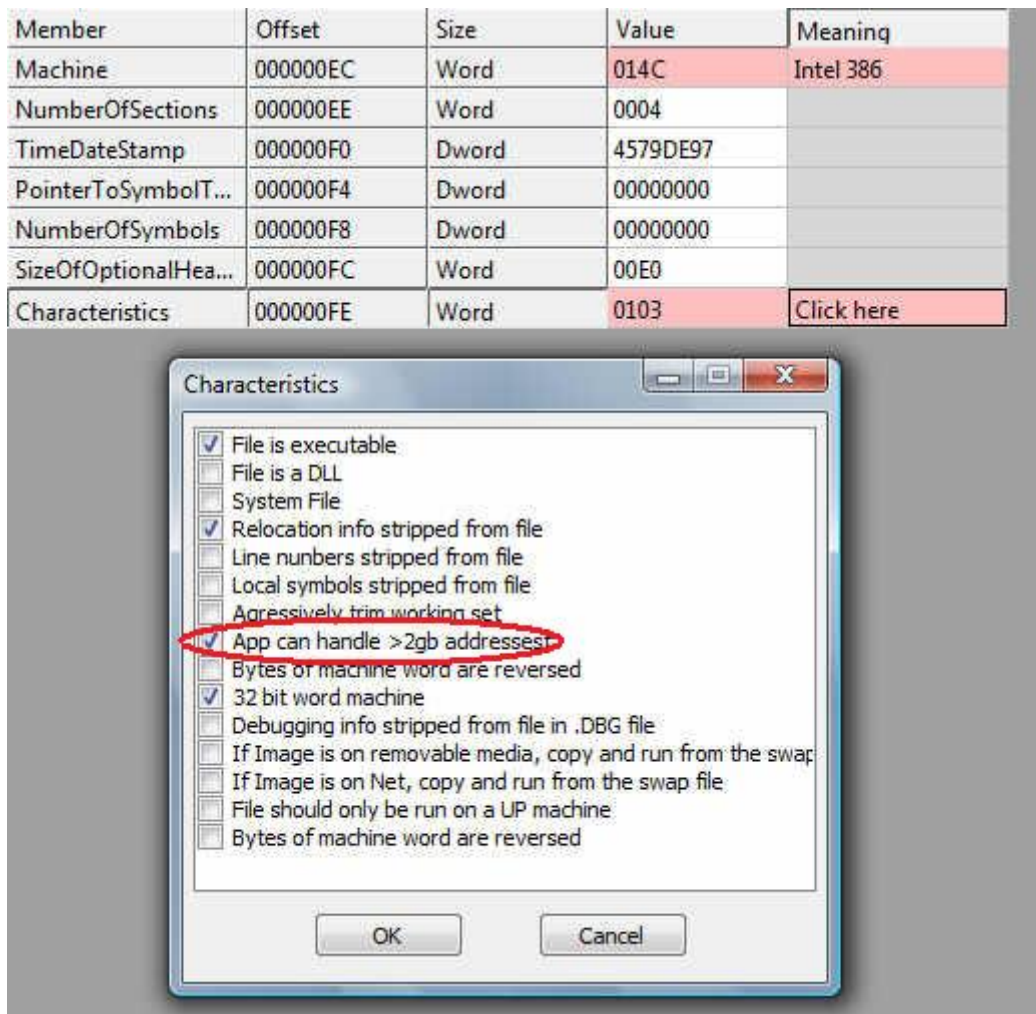 Member Offset Size Value Meaning
Machine 000000EC Word 014C Intel 386
NumberOfSections 000000EE Word 0004
TimeDateStamp 000000F0 Dword 4579DE97
PointerToSymbolT... 000000F4 Dword 00000000
NumberOfSymbols 000000F8 Dword 00000000
SizeOfOptionalHea... 000000FC Word 00E0
Characteristics 000000FE Word 0103 Click here
Characteristics
File is executable
File is a DLL
System File
Relocation info stripped from file
Line nunbers stripped from file
Local symbols stripped from file
Agressively trim working set
App can handle >2gb addresses
Bytes of machine word are reversed
32 bit word machine
Debugging info stripped from file in .DBG file
If Image is on removable media, copy and run from the swap
If Image is on Net, copy and run from the swap file
File should only be run on a UP machine
Bytes of machine word are reversed
OK Cancel